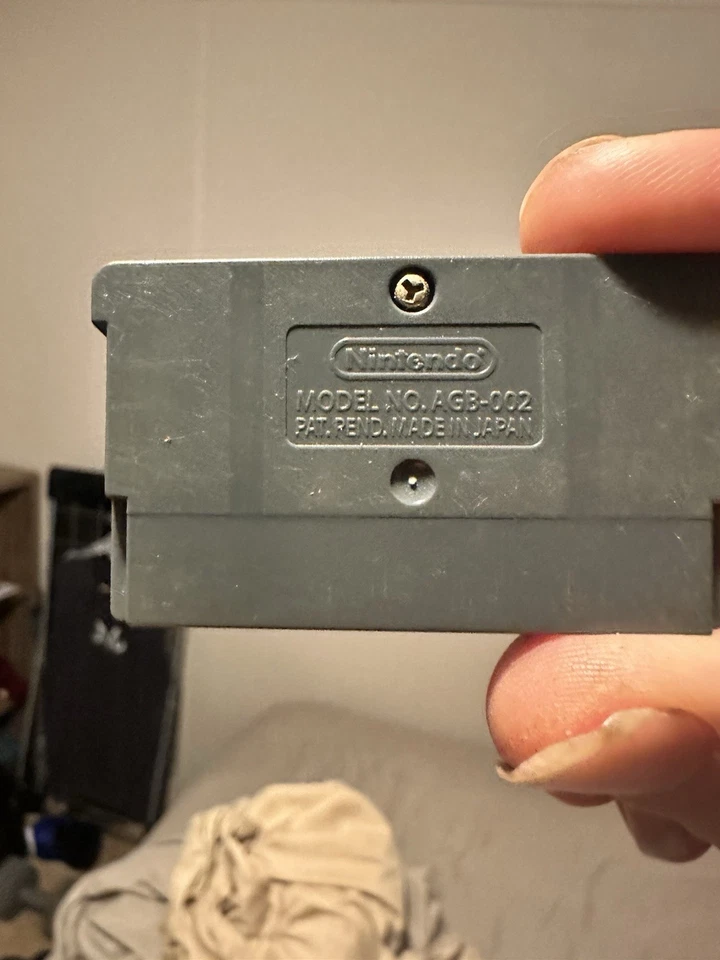 Nintendo
MODEL NO. AGB-002
PAT. PEND. MADE IN JAPAN